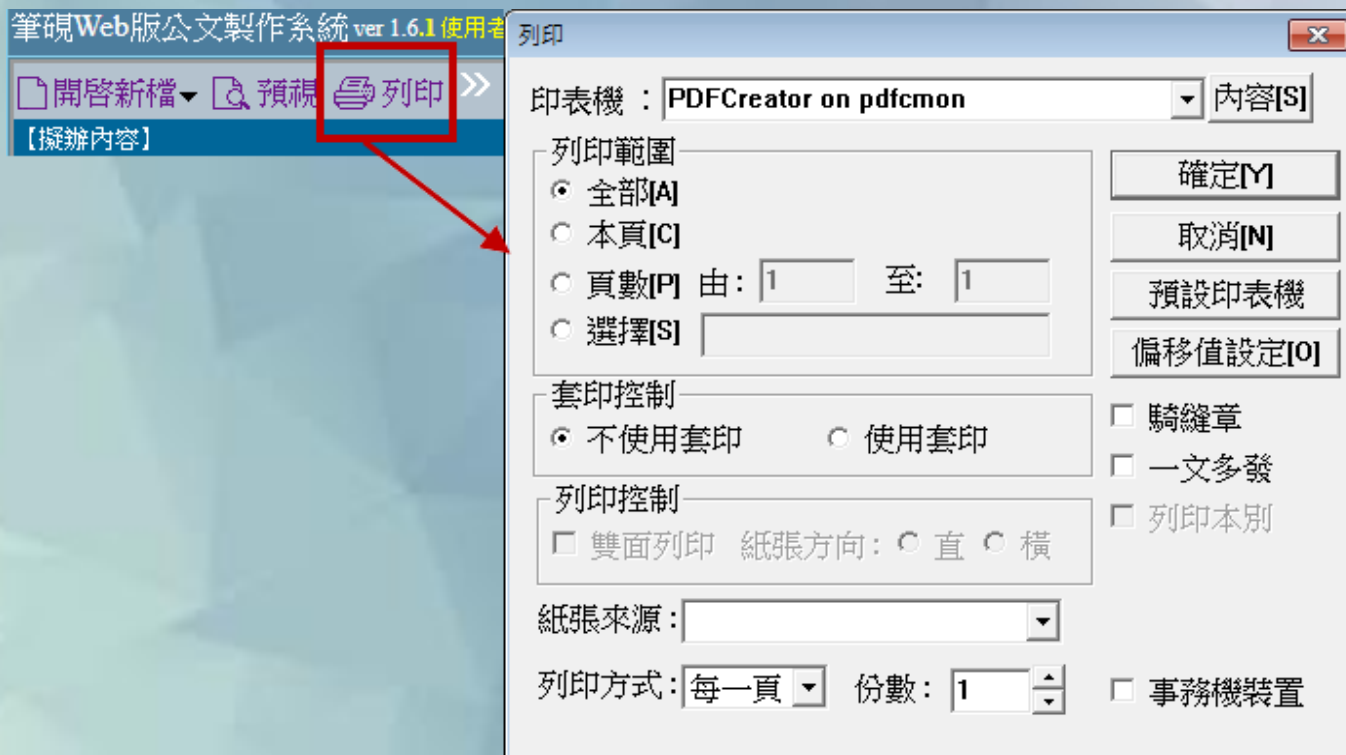 筆硯Web版公文製作系統 ver 1.6.1 使用者
開啓新檔 預視 列印 »
【擬辦內容】
列印
印表機 : PDFCreator on pdfcmon 內容[S]
列印範圍
全部[A]
本頁[C]
頁數[P] 由: 1 至: 1
選擇[S]
確定[Y]
取消[N]
預設印表機
偏移值設定[O]
套印控制
不使用套印 使用套印
騎縫章
一文多發
列印本別
列印控制
雙面列印 紙張方向: 直 橫
紙張來源:
列印方式: 每一頁 份數: 1
事務機裝置